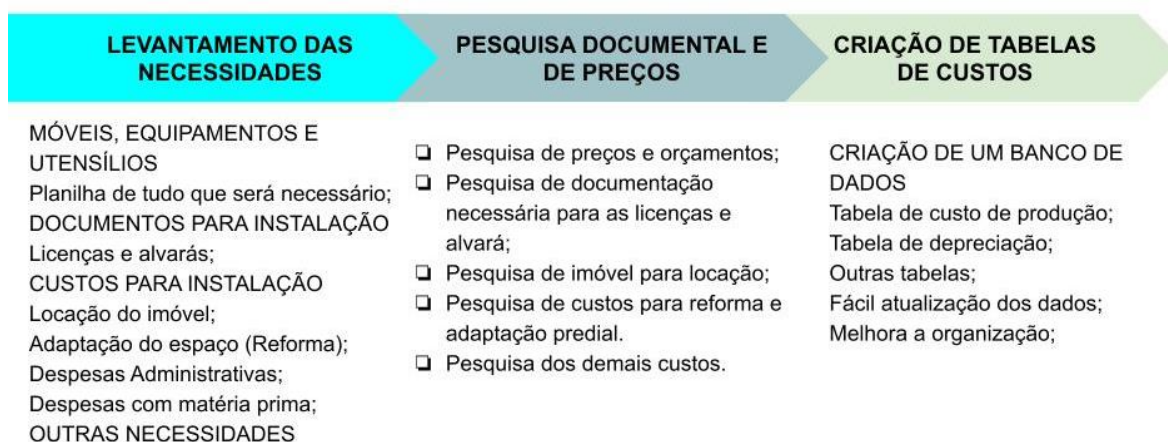 LEVANTAMENTO DAS
NECESSIDADES
PESQUISA DOCUMENTAL E
DE PREÇOS
CRIAÇÃO DE TABELAS
DE CUSTOS
MÓVEIS, EQUIPAMENTOS E
UTENSÍLIOS
Planilha de tudo que será necessário;
DOCUMENTOS PARA INSTALAÇÃO
Licenças e alvarás;
CUSTOS PARA INSTALAÇÃO
Locação do imóvel;
Adaptação do espaço (Reforma);
Despesas Administrativas;
Despesas com matéria prima;
OUTRAS NECESSIDADES
❏ Pesquisa de preços e orçamentos;
❏ Pesquisa de documentação
necessária para as licenças e
alvará;
❏ Pesquisa de imóvel para locação;
❏ Pesquisa de custos para reforma e
adaptação predial.
❏ Pesquisa dos demais custos.
CRIAÇÃO DE UM BANCO DE
DADOS
Tabela de custo de produção;
Tabela de depreciação;
Outras tabelas;
Fácil atualização dos dados;
Melhora a organização;